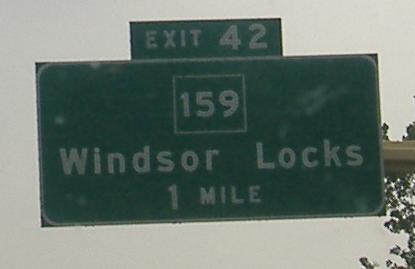 EXIT 42
159
Windsor Locks
1 MILE